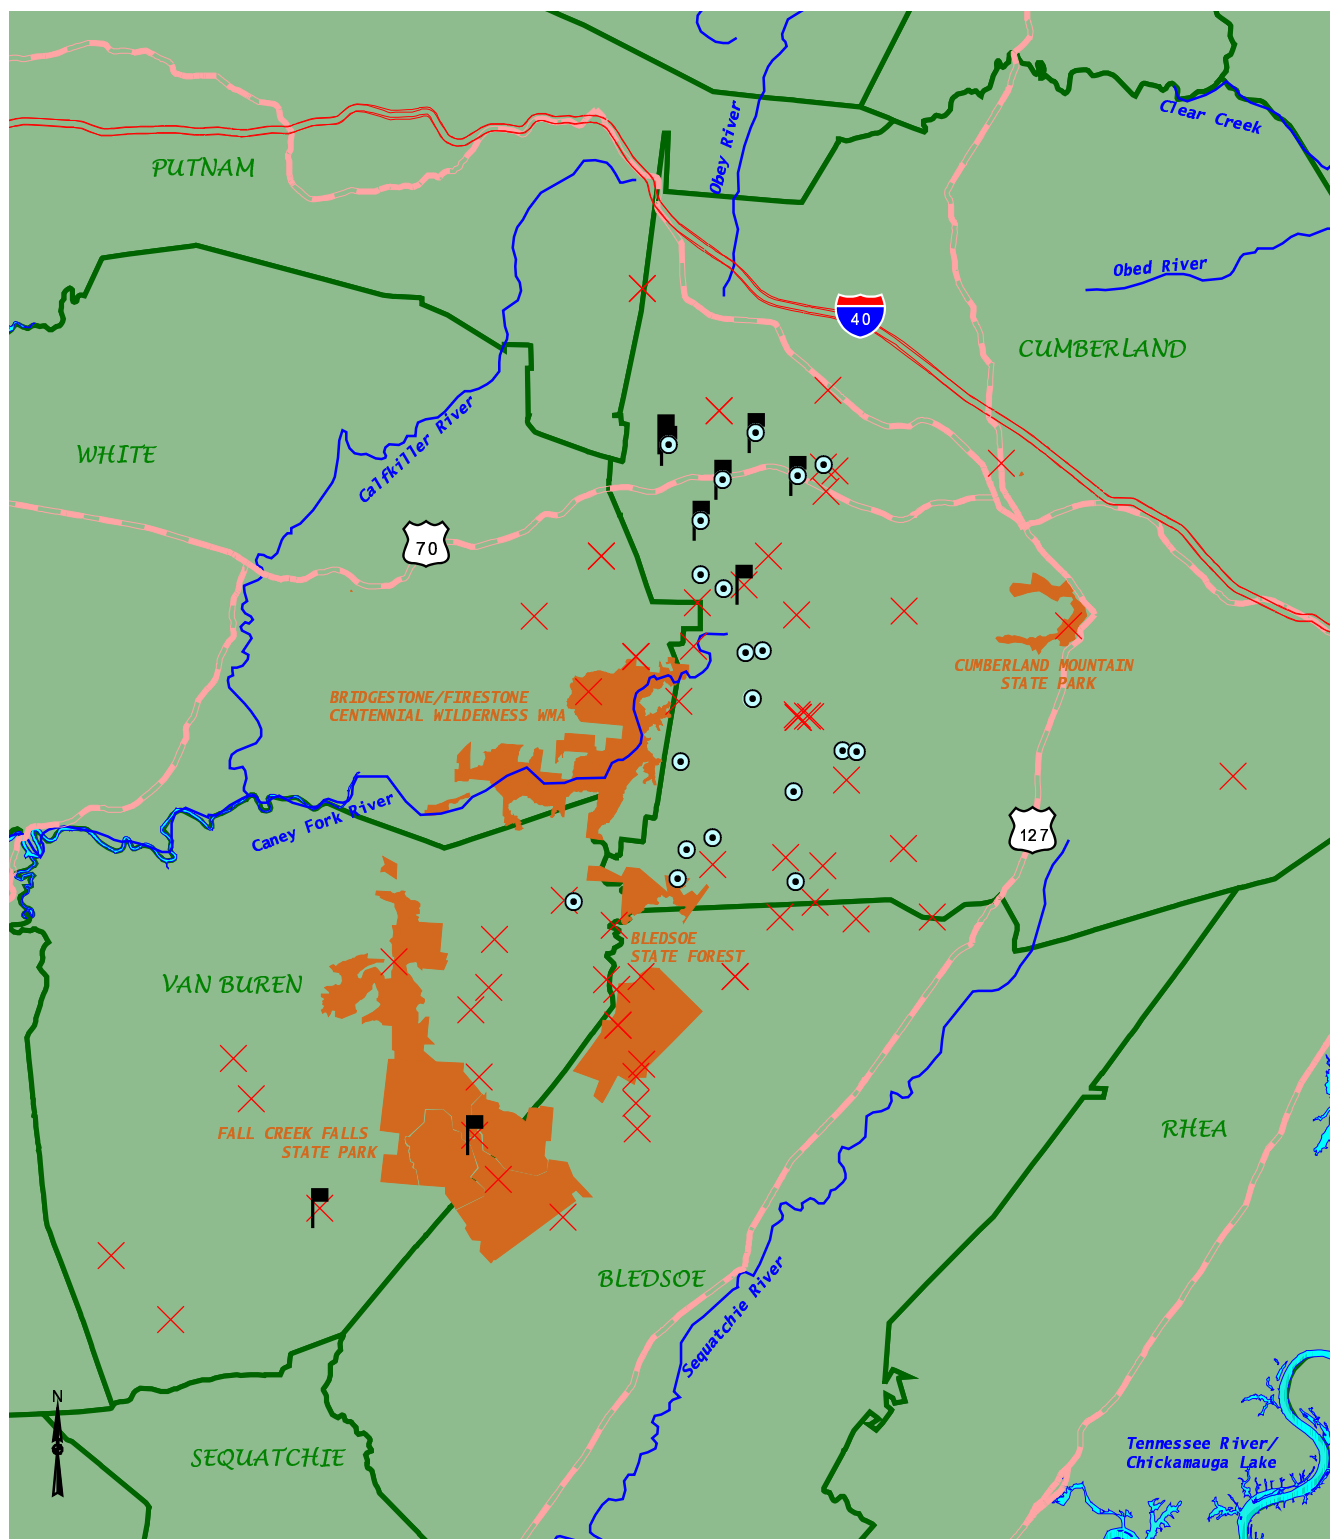 Clear Creek
PUTNAM
Obey River
Obed River
40
CUMBERLAND
WHITE
Calfkiller River
70
CUMBERLAND MOUNTAIN
STATE PARK
BRIDGESTONE/FIRESTONE
CENTENNIAL WILDERNESS WMA
Caney Fork River
127
BLEDSOE
STATE FOREST
VAN BUREN
RHEA
FALL CREEK FALLS
STATE PARK
BLEDSOE
Sequatchie River
N
SEQUATCHIE
Tennessee River/
Chickamauga Lake